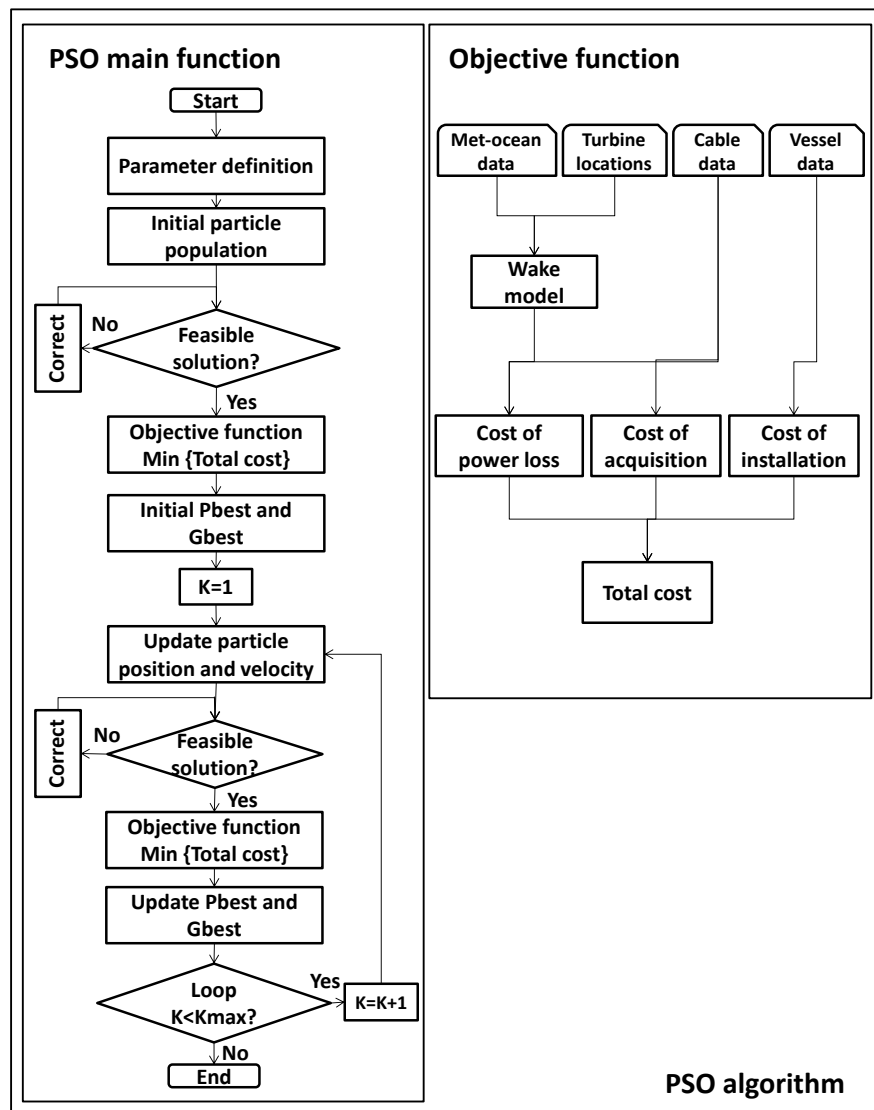 PSO main function
Start
Parameter definition
Initial particle
population
No
Correct
Feasible
solution?
Yes
Objective function
Min {Total cost}
Initial Pbest and
Gbest
K=1
Update particle
position and velocity
No
Correct
Feasible
solution?
Yes
Objective function
Min {Total cost}
Update Pbest and
Gbest
Loop
K<Kmax?
Yes
K=K+1
No
End
Objective function
Met-ocean
data
Turbine
locations
Cable
data
Vessel
data
Wake
model
Cost of
power loss
Cost of
acquisition
Cost of
installation
Total cost
PSO algorithm